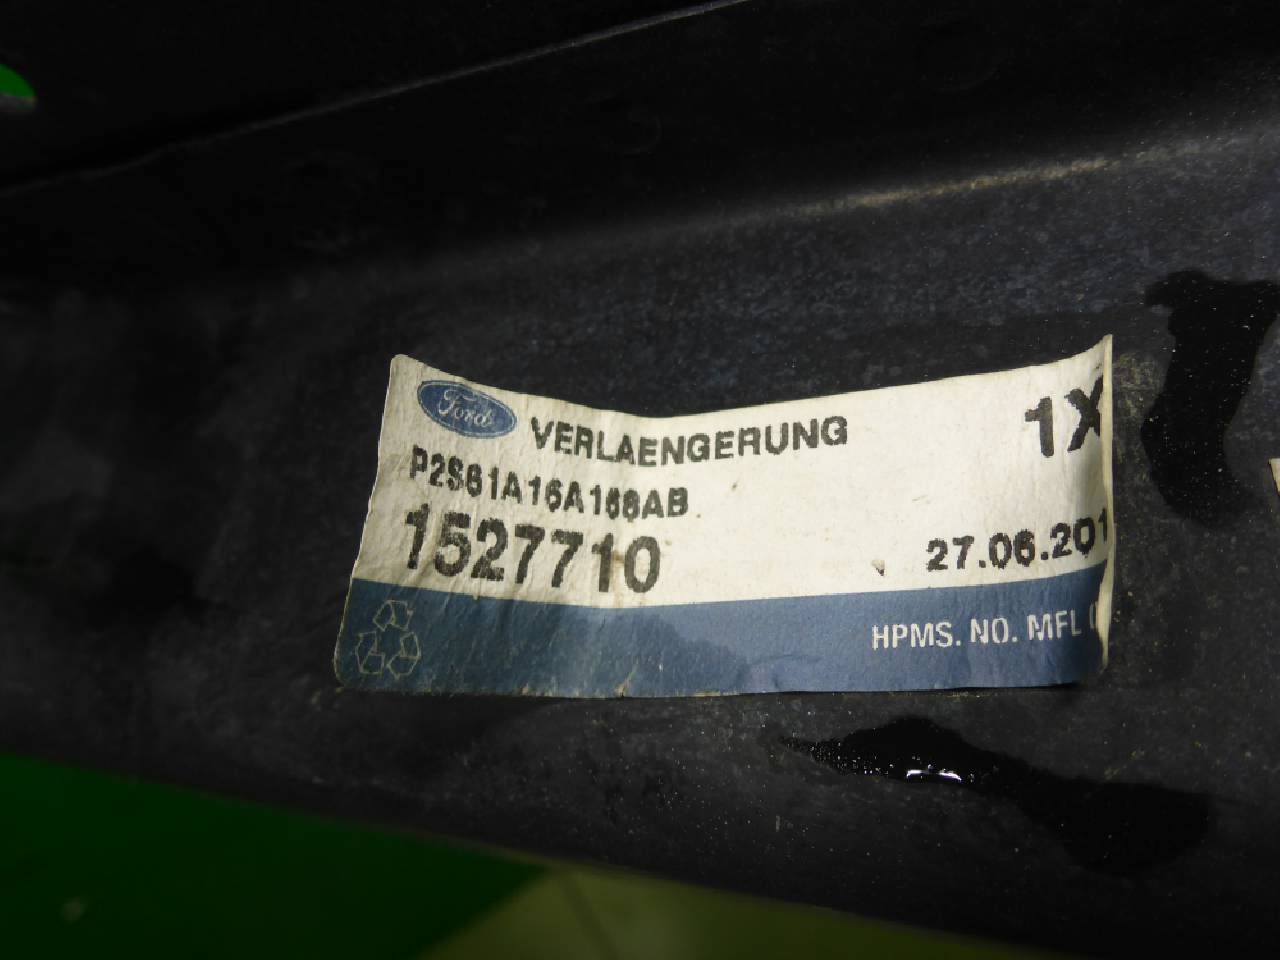 Ford VERLAENGERUNG 1X
P2S61A16A168AB
1527710 27.06.201
HPMS. NO. MFL